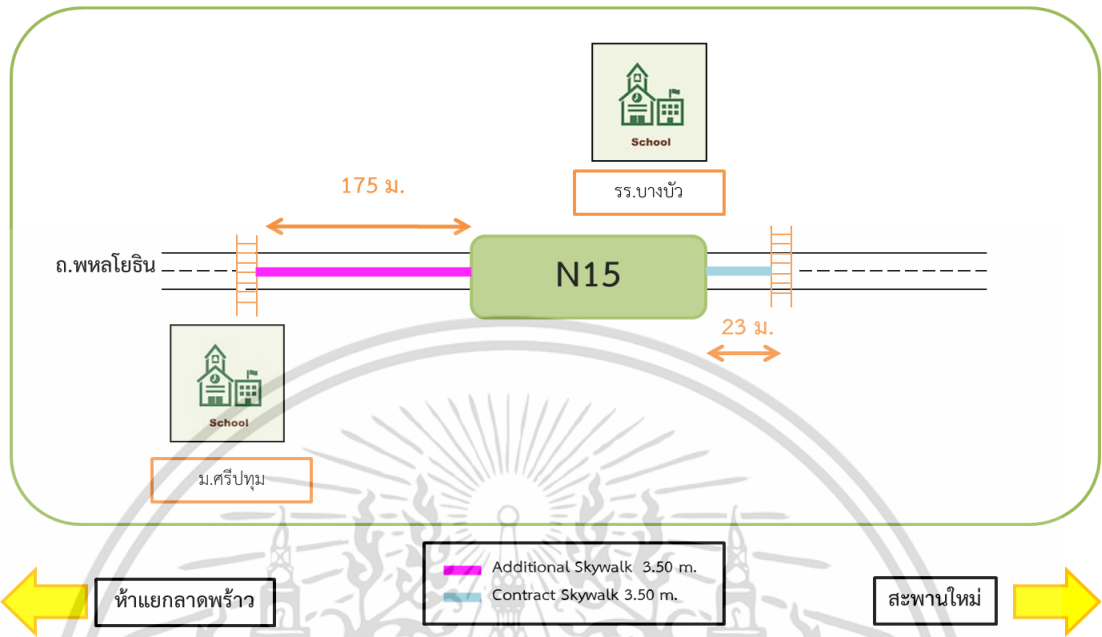 School
175 ม.
รร.บางบัว
ถ.พหลโยธิน
N15
23 ม.
School
ม.ศรีปทุม
Additional Skywalk 3.50 m.
Contract Skywalk 3.50 m.
ห้าแยกลาดพร้าว
สะพานใหม่